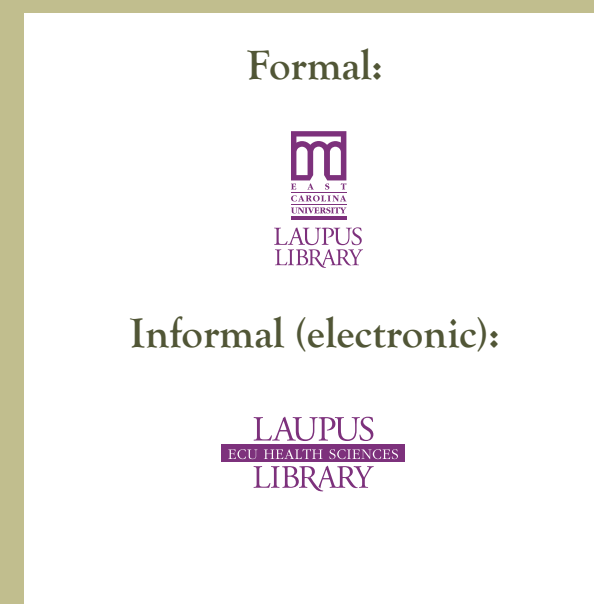 Formal:
EAST
CAROLINA
UNIVERSITY
LAUPUS
LIBRARY
Informal (electronic):
LAUPUS
ECU HEALTH SCIENCES
LIBRARY